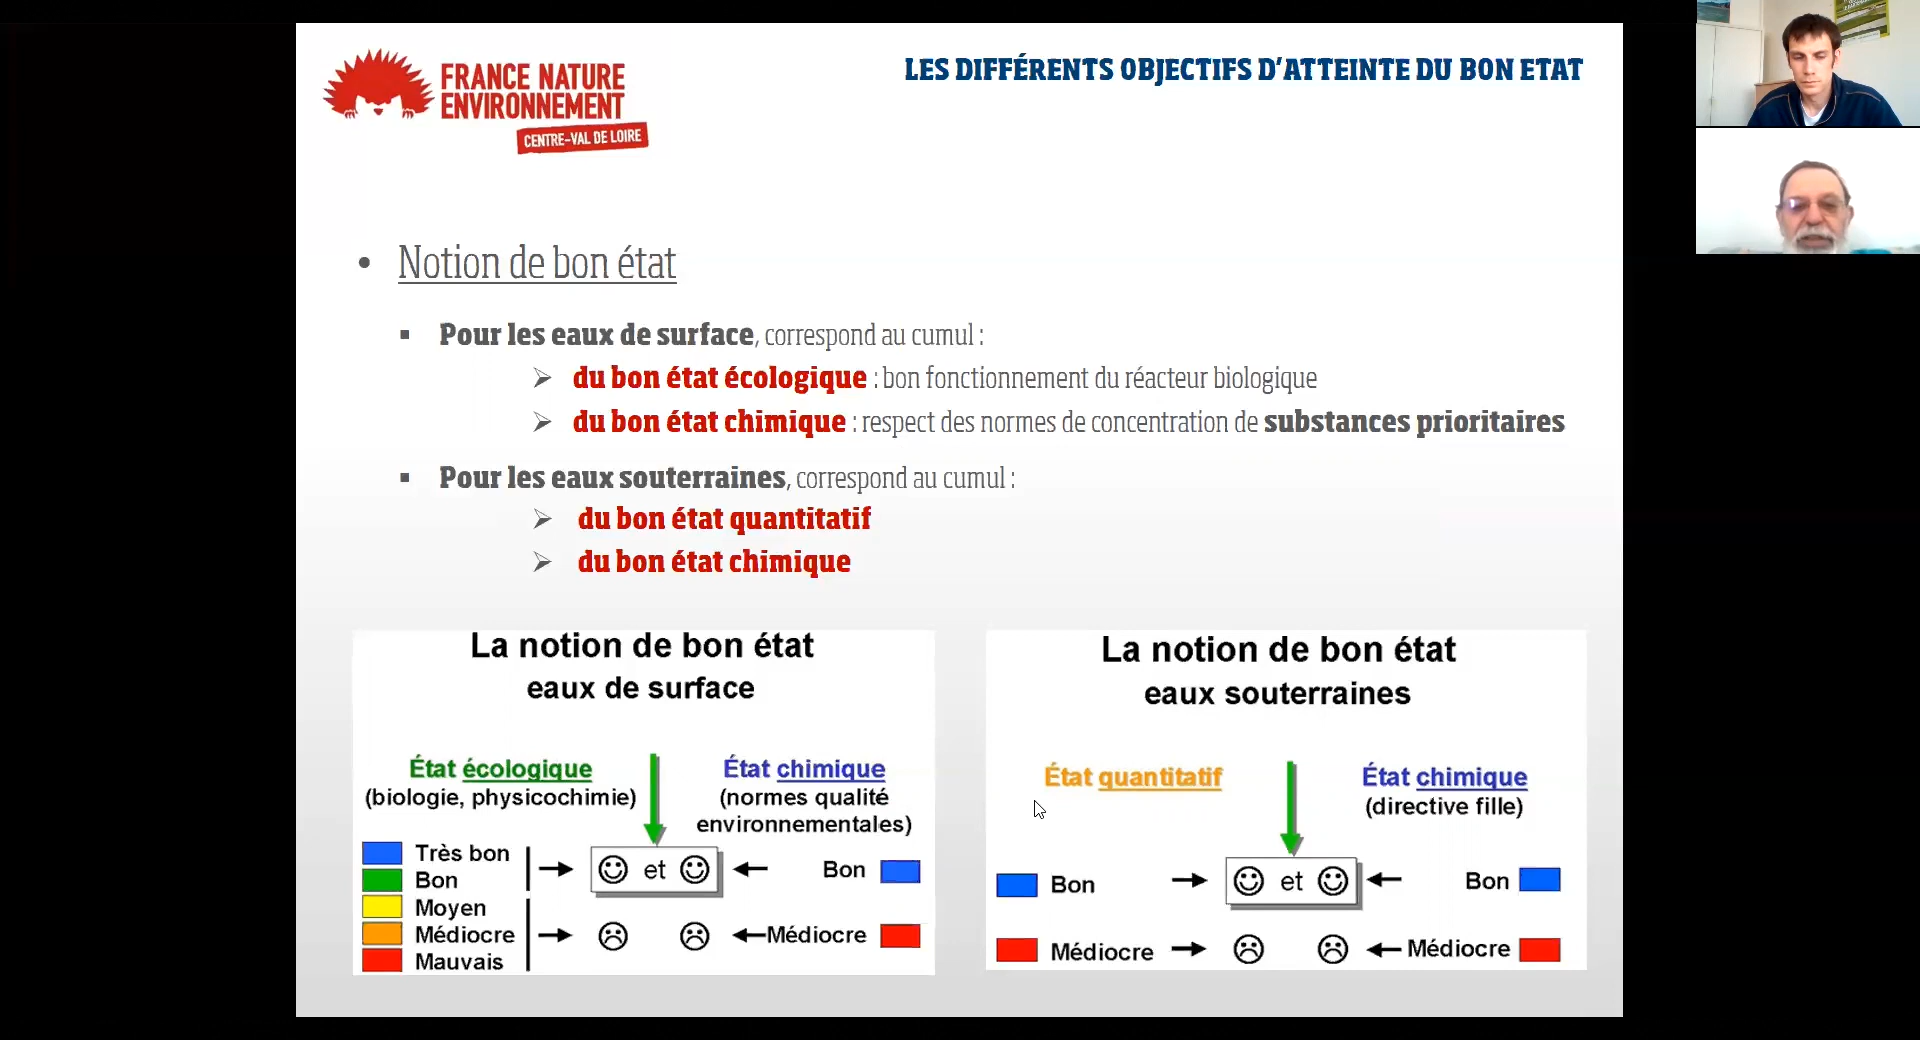 FRANCE NATURE
ENVIRONNEMENT
CENTRE-VAL DE LOIRE
LES DIFFÉRENTS OBJECTIFS D'ATTEINTE DU BON ETAT
• Notion de bon état
▪ Pour les eaux de surface, correspond au cumul :
➢ du bon état écologique : bon fonctionnement du réacteur biologique
➢ du bon état chimique : respect des normes de concentration de substances prioritaires
▪ Pour les eaux souterraines, correspond au cumul :
➢ du bon état quantitatif
➢ du bon état chimique
La notion de bon état
eaux de surface
État écologique
(biologie, physicochimie)
État chimique
(normes qualité
environnementales)
Très bon
Bon
Moyen
Médiocre
Mauvais
et
Bon
Médiocre
La notion de bon état
eaux souterraines
État quantitatif
État chimique
(directive fille)
Bon
et
Bon
Médiocre
Médiocre